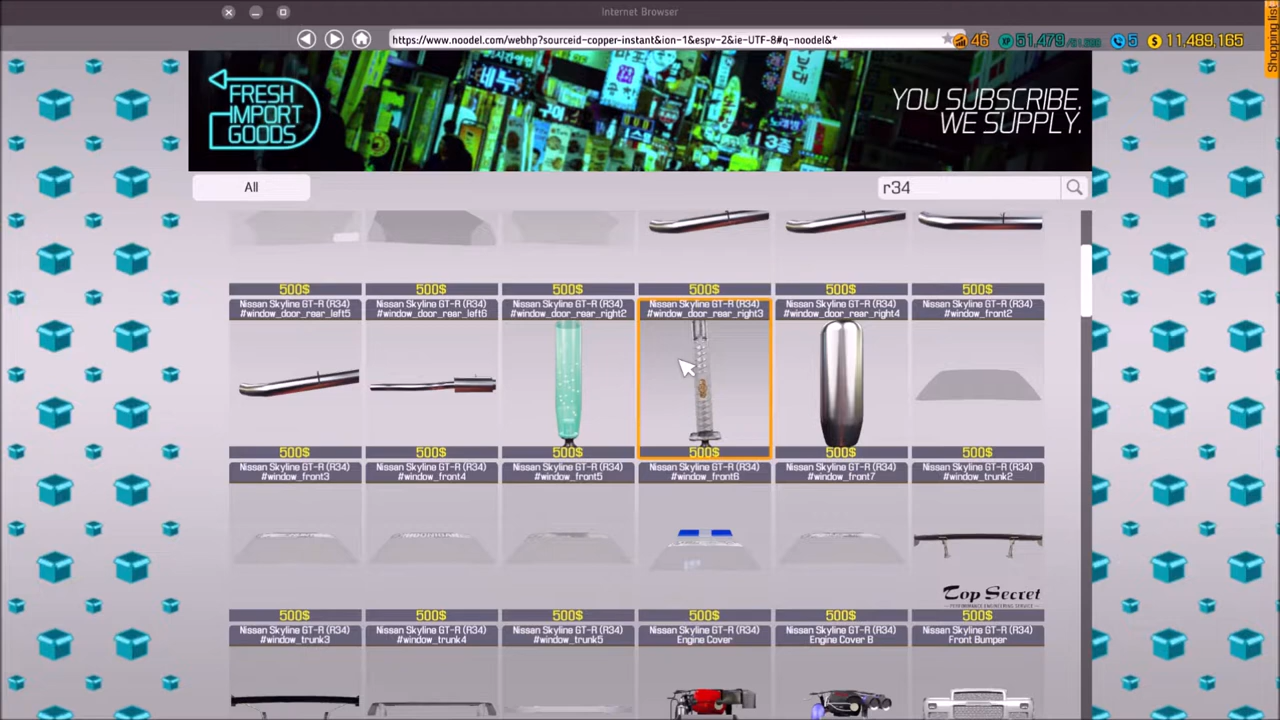 Internet Browser
https://www.noodel.com/webhp?sourceid-copper-instant&ion-1&espv-2&ie-UTF-8#q-noodel&*
46
51,479
5
11,489,165
Shopping list
FRESH
IMPORT
GOODS
YOU SUBSCRIBE.
WE SUPPLY.
All
r34
500$ 500$ 500$ 500$ 500$ 500$
Nissan Skyline GT-R (R34) #window_door_rear_left5
Nissan Skyline GT-R (R34) #window_door_rear_left6
Nissan Skyline GT-R (R34) #window_door_rear_right2
Nissan Skyline GT-R (R34) #window_door_rear_right3
Nissan Skyline GT-R (R34) #window_door_rear_right4
Nissan Skyline GT-R (R34) #window_front2
500$ 500$ 500$ 500$ 500$ 500$
Nissan Skyline GT-R (R34) #window_front3
Nissan Skyline GT-R (R34) #window_front4
Nissan Skyline GT-R (R34) #window_front5
Nissan Skyline GT-R (R34) #window_front6
Nissan Skyline GT-R (R34) #window_front7
Nissan Skyline GT-R (R34) #window_trunk2
Top Secret
500$ 500$ 500$ 500$ 500$ 500$
Nissan Skyline GT-R (R34) #window_trunk3
Nissan Skyline GT-R (R34) #window_trunk4
Nissan Skyline GT-R (R34) #window_trunk5
Nissan Skyline GT-R (R34) Engine Cover
Nissan Skyline GT-R (R34) Engine Cover B
Nissan Skyline GT-R (R34) Front Bumper